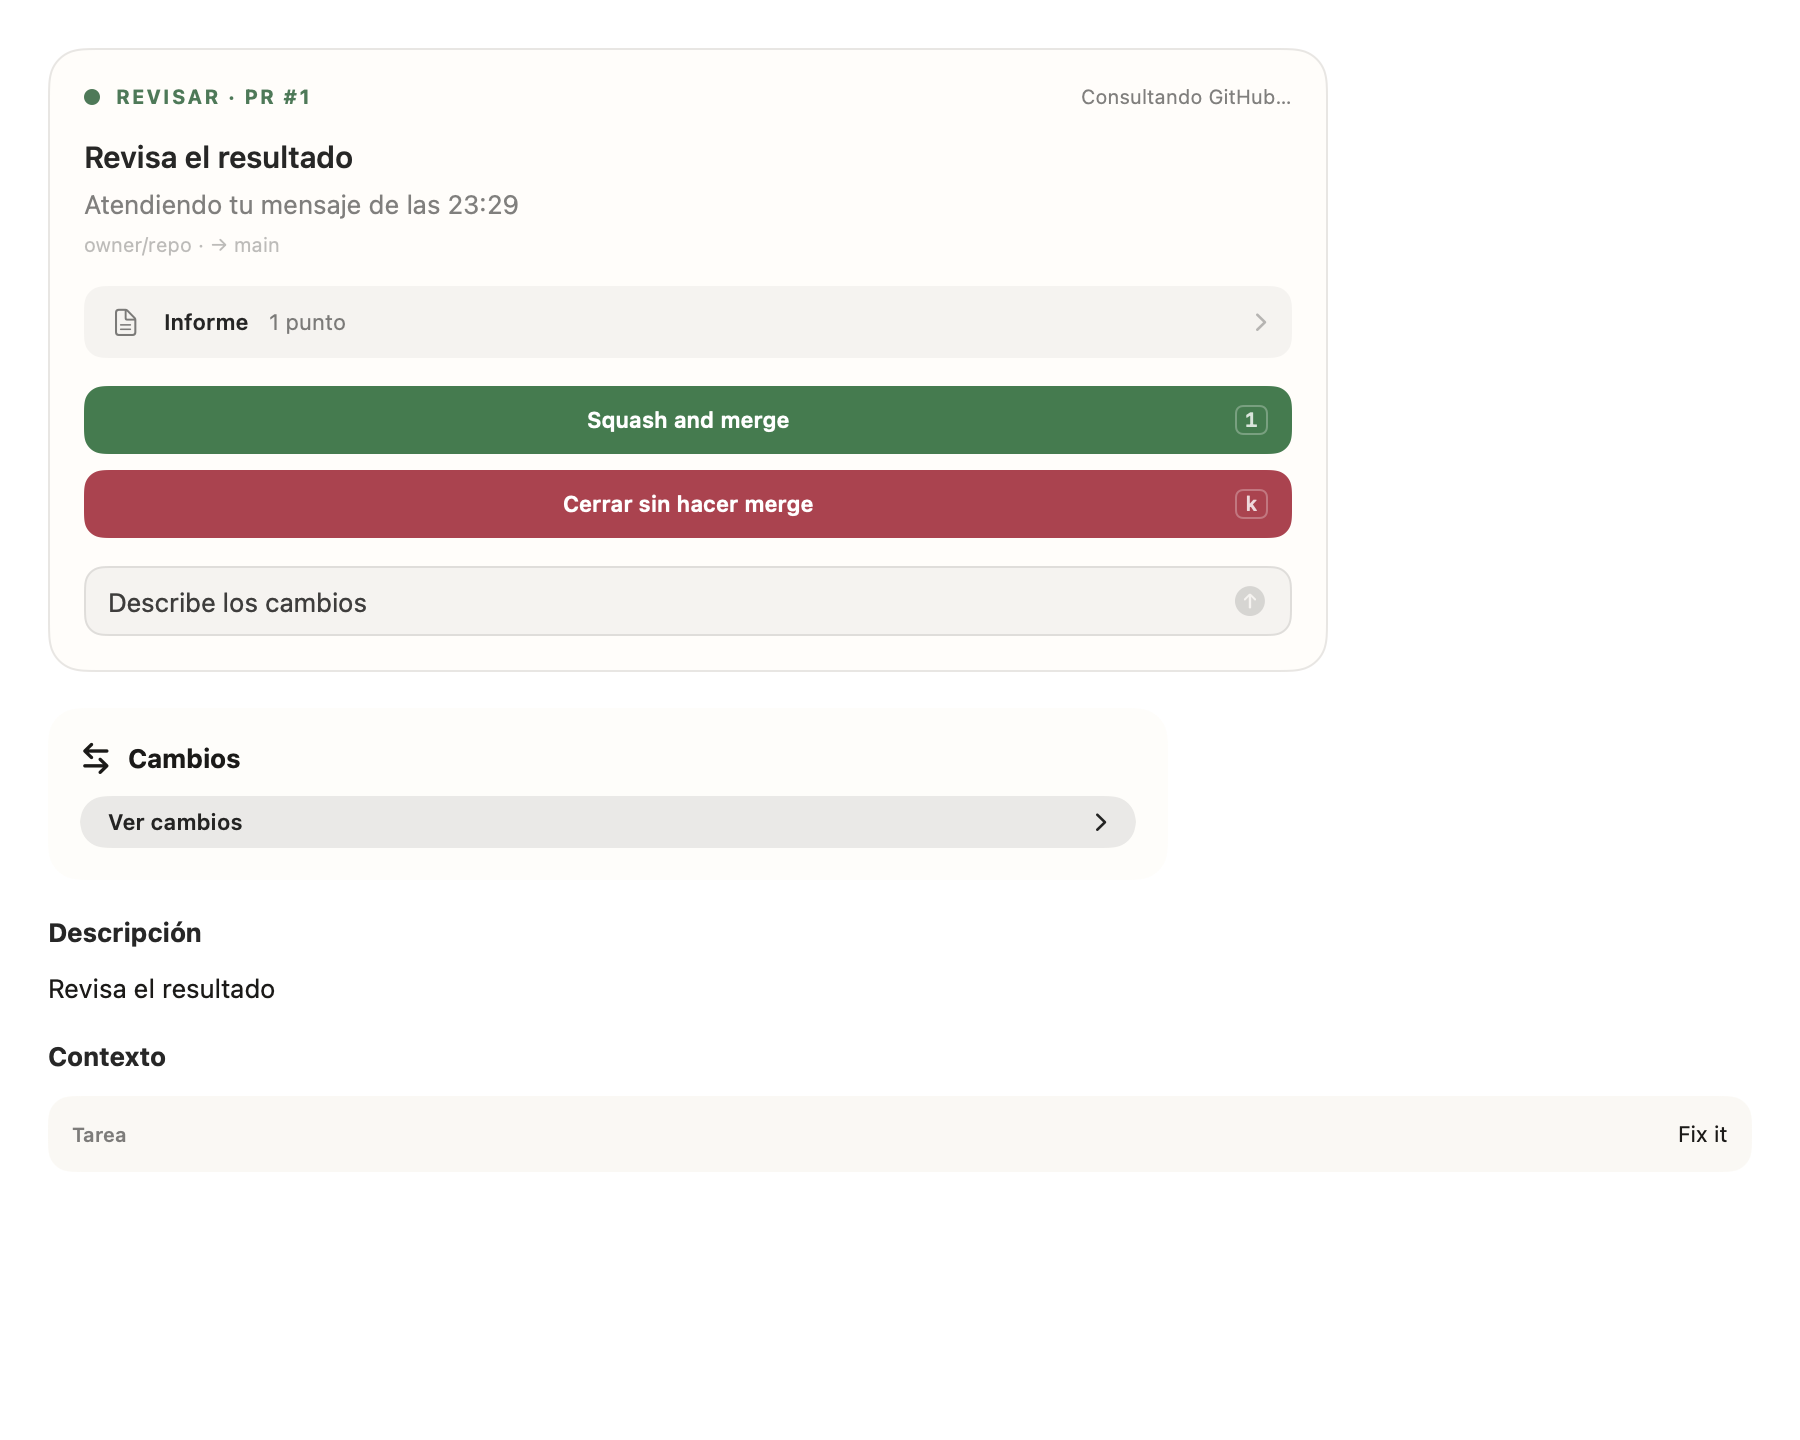 REVISAR · PR #1
Consultando GitHub...
Revisa el resultado
Atendiendo tu mensaje de las 23:29
owner/repo · → main
Informe 1 punto
Squash and merge 1
Cerrar sin hacer merge k
Describe los cambios
Cambios
Ver cambios
Descripción
Revisa el resultado
Contexto
Tarea Fix it